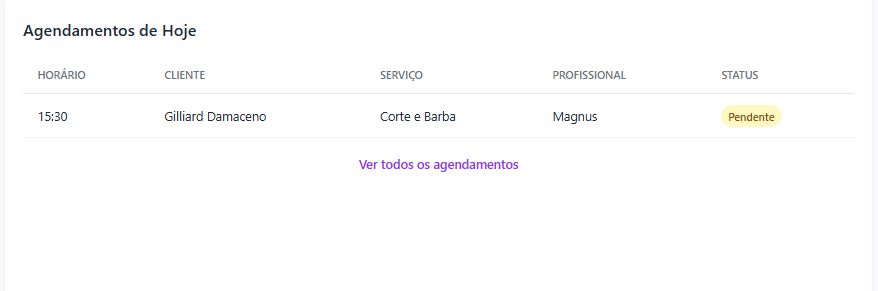 Agendamentos de Hoje
HORÁRIO CLIENTE SERVIÇO PROFISSIONAL STATUS
15:30 Gilliard Damaceno Corte e Barba Magnus Pendente
Ver todos os agendamentos